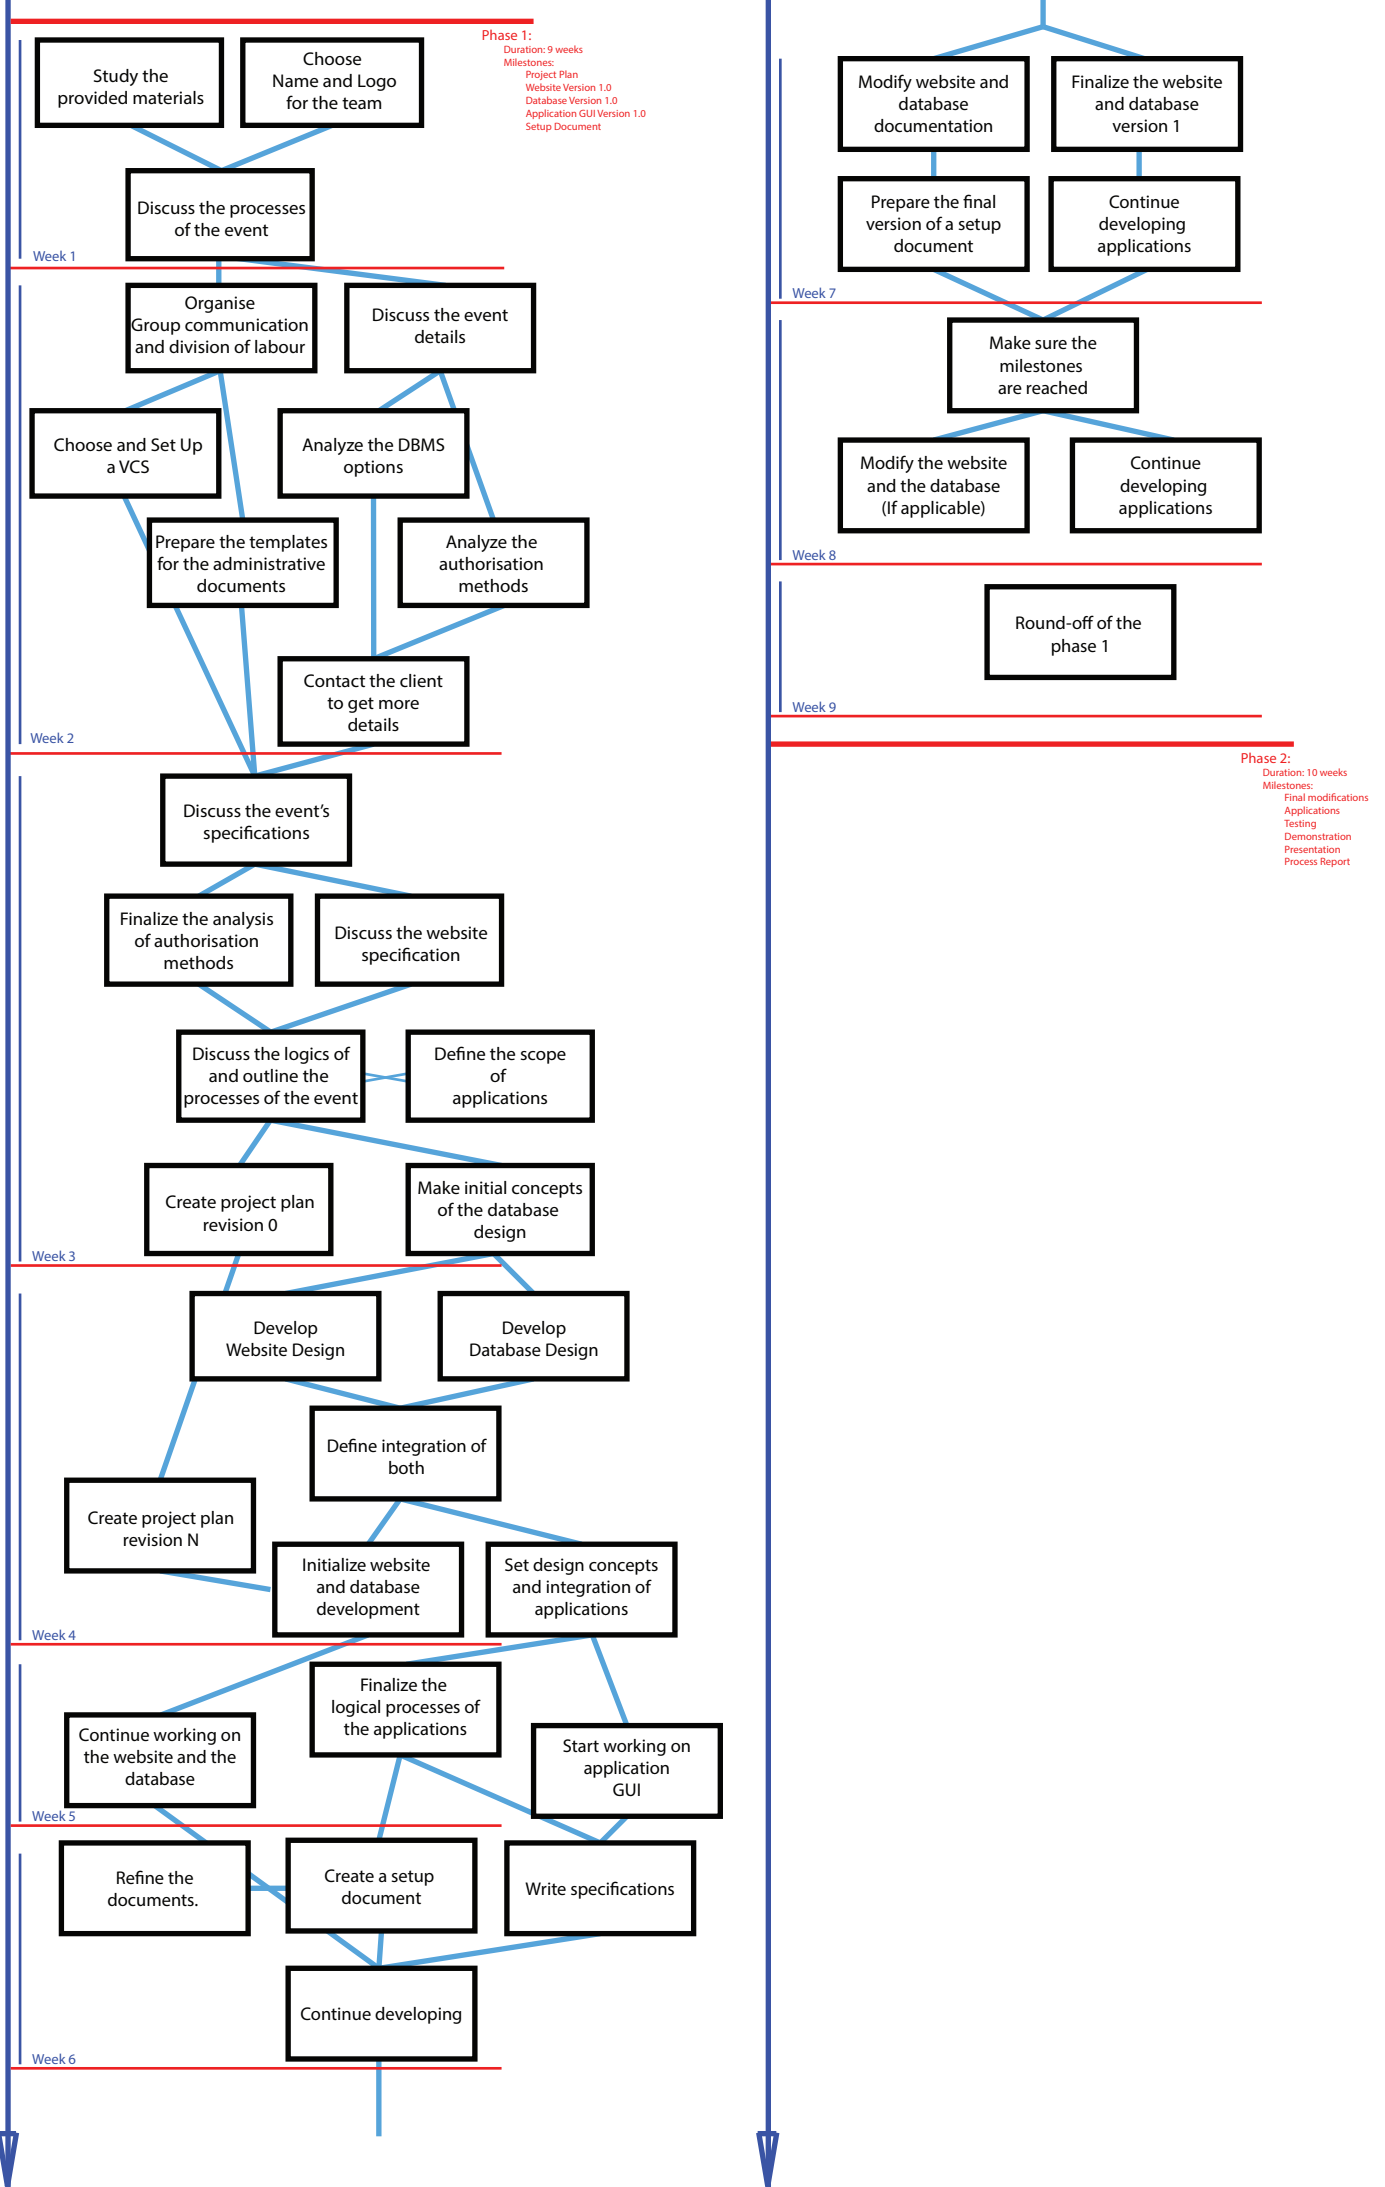 Phase 1:
Duration: 9 weeks
Milestones:
Project Plan
Website Version 1.0
Database Version 1.0
Application GUI Version 1.0
Setup Document
Study the
provided materials
Choose
Name and Logo
for the team
Discuss the processes
of the event
Week 1
Organise
Group communication
and division of labour
Discuss the event
details
Choose and Set Up
a VCS
Analyze the DBMS
options
Prepare the templates
for the administrative
documents
Analyze the
authorisation
methods
Contact the client
to get more
details
Week 2
Discuss the event's
specifications
Finalize the analysis
of authorisation
methods
Discuss the website
specification
Discuss the logics of
and outline the
processes of the event
Define the scope
of
applications
Create project plan
revision 0
Make initial concepts
of the database
design
Week 3
Develop
Website Design
Develop
Database Design
Define integration of
both
Create project plan
revision N
Initialize website
and database
development
Set design concepts
and integration of
applications
Week 4
Finalize the
logical processes of
the applications
Continue working on
the website and the
database
Start working on
application
GUI
Week 5
Refine the
documents.
Create a setup
document
Write specifications
Continue developing
Week 6
Modify website and
database
documentation
Finalize the website
and database
version 1
Prepare the final
version of a setup
document
Continue
developing
applications
Week 7
Make sure the
milestones
are reached
Modify the website
and the database
(If applicable)
Continue
developing
applications
Week 8
Round-off of the
phase 1
Week 9
Phase 2:
Duration: 10 weeks
Milestones:
Final modifications
Applications
Testing
Demonstration
Presentation
Process Report